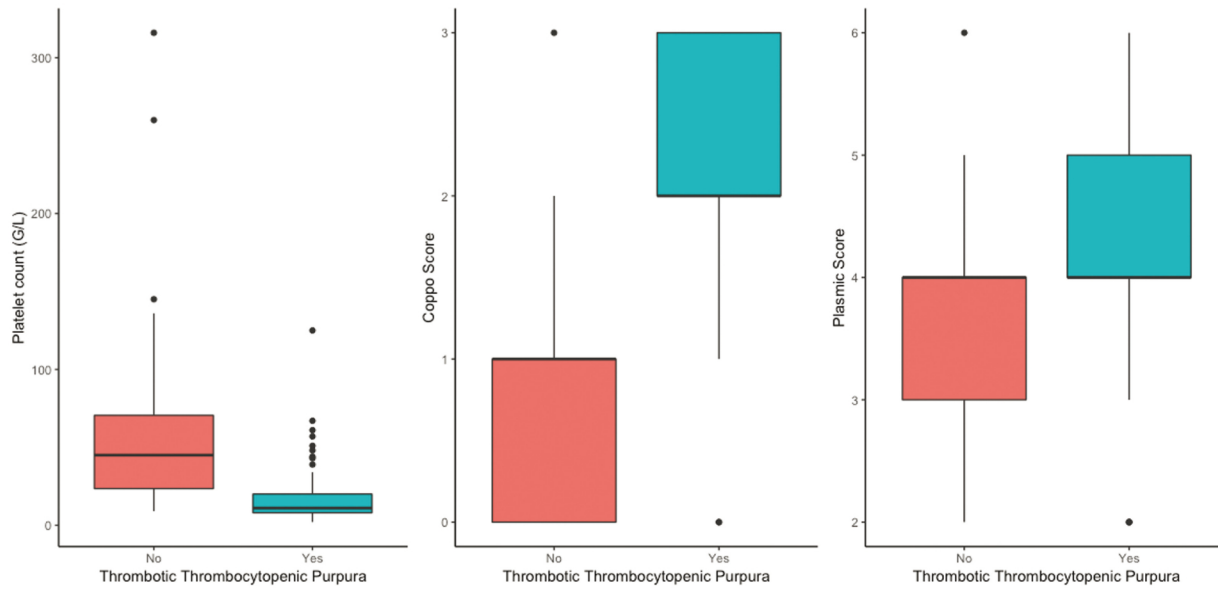 Platelet count (G/L)
300
200
100
0
No Yes
Thrombotic Thrombocytopenic Purpura
Coppo Score
3
2
1
0
No Yes
Thrombotic Thrombocytopenic Purpura
Plasmic Score
6
5
4
3
2
No Yes
Thrombotic Thrombocytopenic Purpura